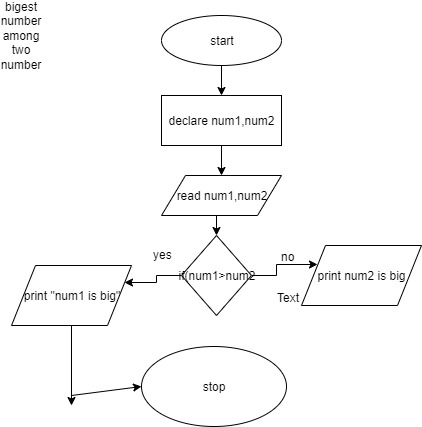 bigest
number
among
two
number
start
declare num1,num2
read num1,num2
yes
if(num1>num2
no
print "num1 is big"
print num2 is big
Text
stop